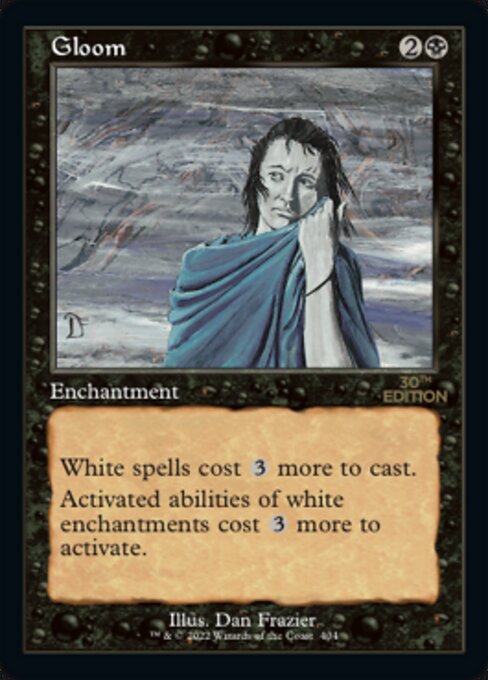 Gloom 2
D
Enchantment
30TH EDITION
White spells cost 3 more to cast.
Activated abilities of white
enchantments cost 3 more to
activate.
Illus. Dan Frazier
™ & © 2022 Wizards of the Coast 404